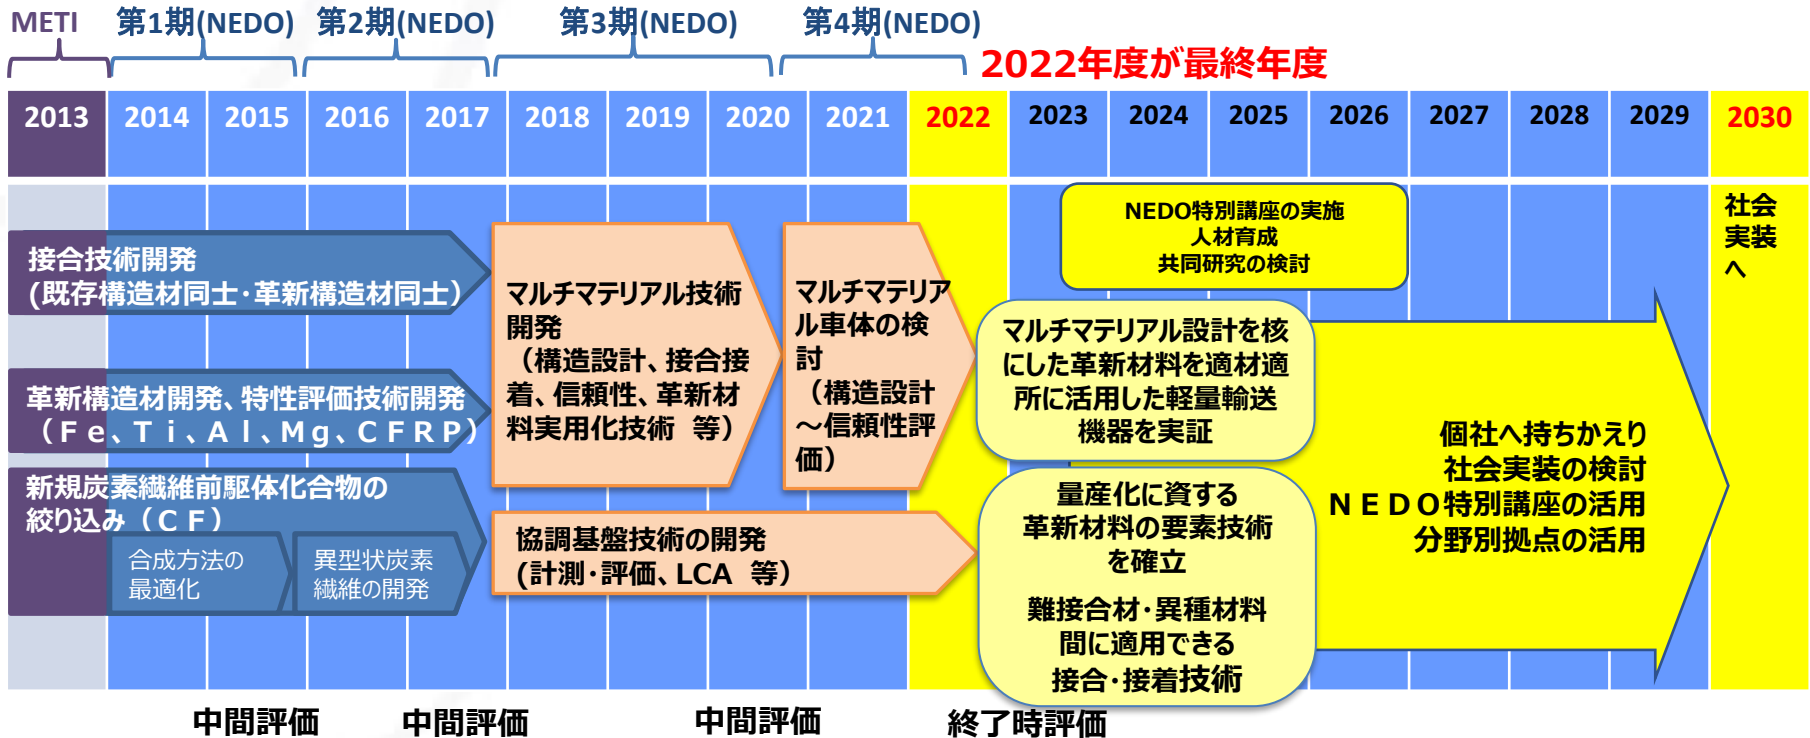 METI
第1期(NEDO)
第2期(NEDO)
第3期(NEDO)
第4期(NEDO)
2022年度が最終年度
2013
2014
2015
2016
2017
2018
2019
2020
2021
2022
2023
2024
2025
2026
2027
2028
2029
2030
接合技術開発
(既存構造材同士・革新構造材同士)
革新構造材開発、特性評価技術開発
（Ｆｅ、Ｔｉ、Ａｌ、Ｍｇ、ＣＦＲＰ）
新規炭素繊維前駆体化合物の
絞り込み（ＣＦ）
合成方法の
最適化
異型状炭素
繊維の開発
マルチマテリアル技術
開発
（構造設計、接合接
着、信頼性、革新材
料実用化技術 等）
マルチマテリア
ル車体の検
討
（構造設計
～信頼性評
価）
協調基盤技術の開発
(計測・評価、LCA 等）
NEDO特別講座の実施
人材育成
共同研究の検討
マルチマテリアル設計を核
にした革新材料を適材適
所に活用した軽量輸送
機器を実証
量産化に資する
革新材料の要素技術
を確立
難接合材・異種材料
間に適用できる
接合・接着技術
個社へ持ちかえり
社会実装の検討
ＮＥＤＯ特別講座の活用
分野別拠点の活用
社会
実装
へ
中間評価
中間評価
中間評価
終了時評価